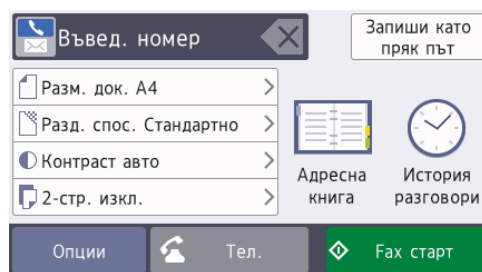 Въвед. номер
Запиши като
пряк път
Разм. док. A4
Разд. спос. Стандартно
Контраст авто
2-стр. изкл.
Адресна
книга
История
разговори
Опции
Тел.
Fax старт